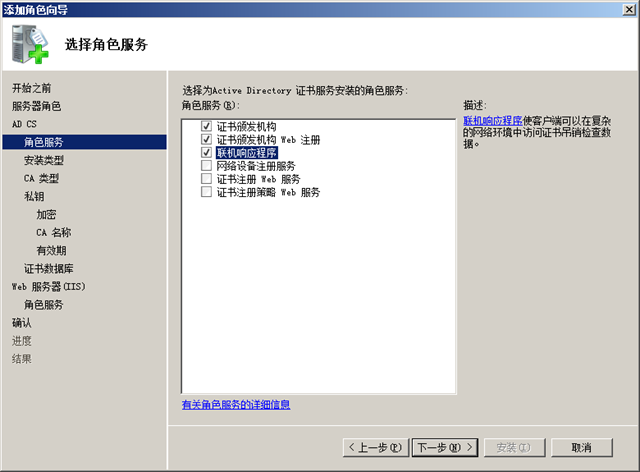 添加角色向导
选择角色服务
开始之前
服务器角色
AD CS
角色服务
安装类型
CA 类型
私钥
加密
CA 名称
有效期
证书数据库
Web 服务器(IIS)
角色服务
确认
进度
结果
选择为Active Directory 证书服务安装的角色服务:
角色服务(R):
证书颁发机构
证书颁发机构 Web 注册
联机响应程序
网络设备注册服务
证书注册 Web 服务
证书注册策略 Web 服务
有关角色服务的详细信息
描述:
联机响应程序使客户端可以在复杂
的网络环境中访问证书吊销检查数
据。
< 上一步(P)
下一步(N) >
安装(I)
取消